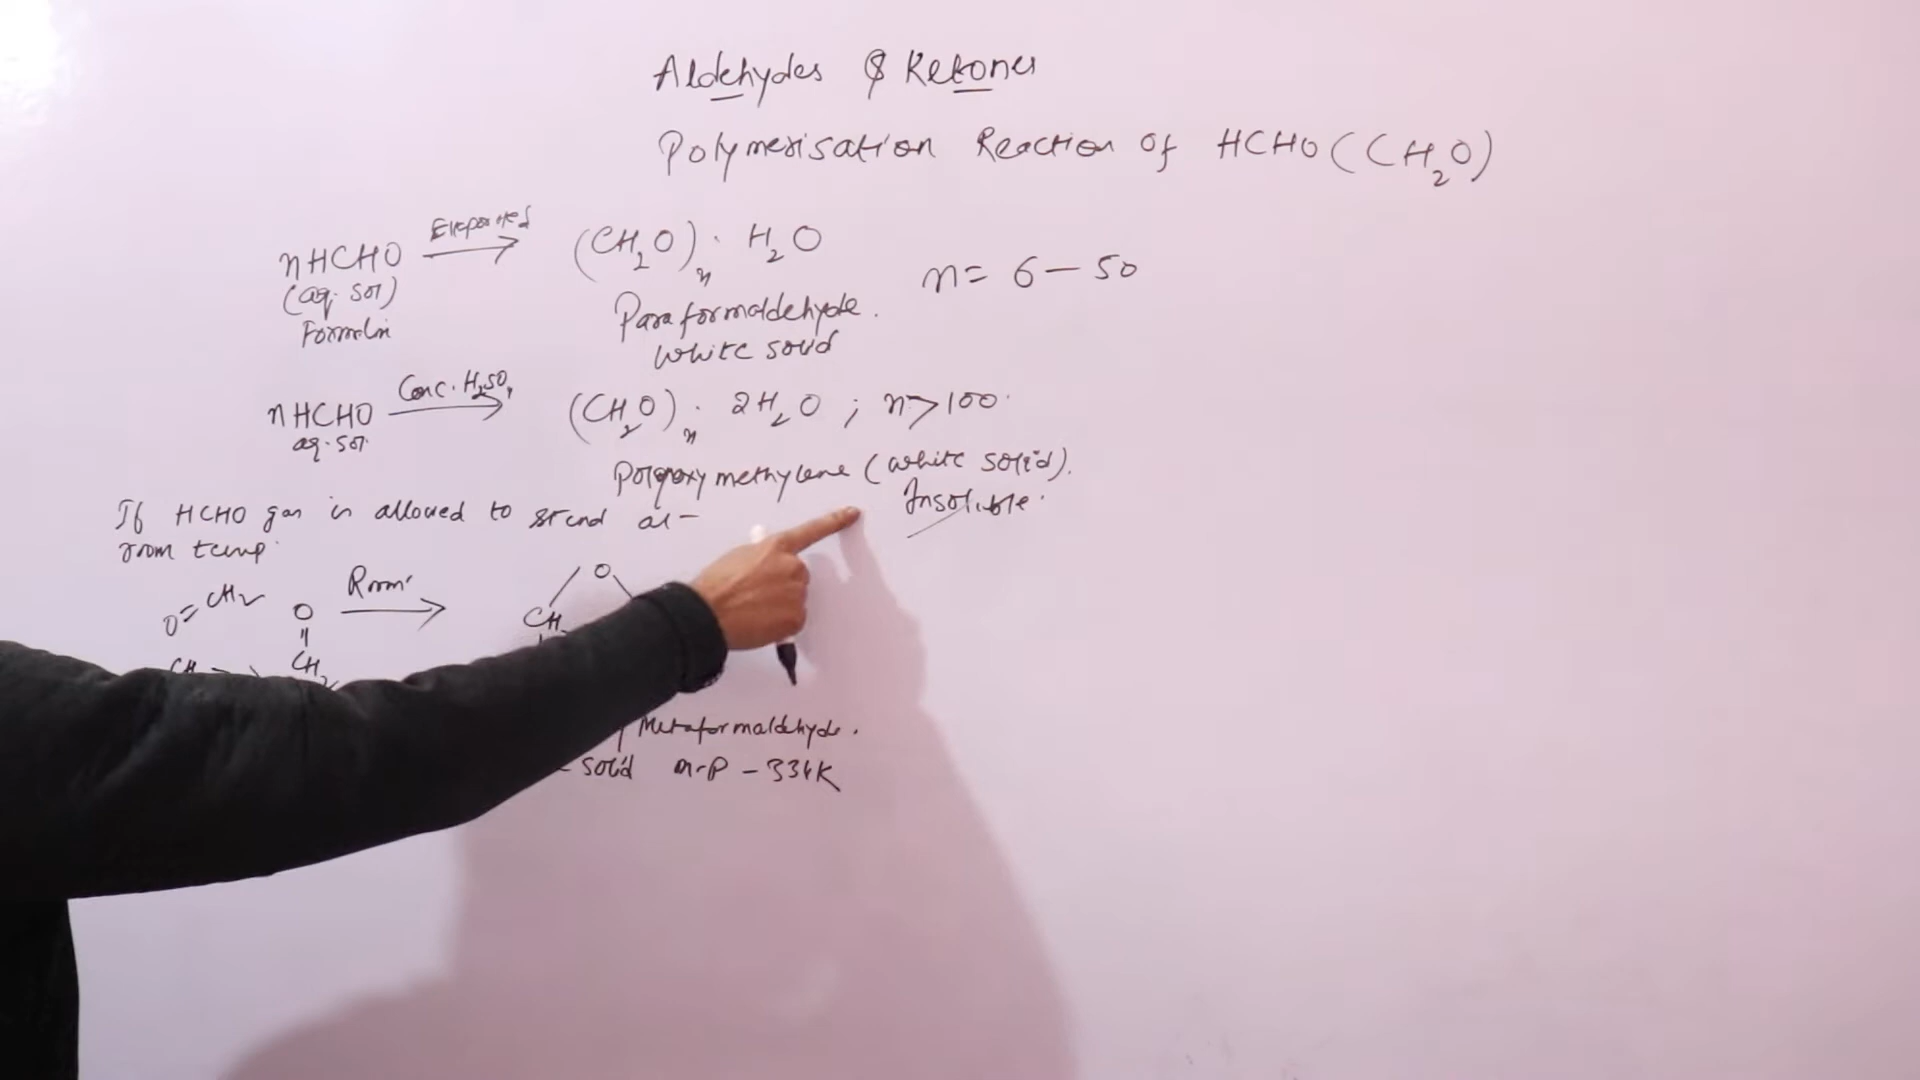 Aldehydes & Ketones
Polymerisation Reaction of HCHO (CH2O)
nHCHO Evaporated → (CH2O)n . H2O n = 6 – 50
(aq. sol)
Formalin
Paraformaldehyde.
White solid
nHCHO Conc. H2SO4 → (CH2O)n . 2H2O ; n > 100.
aq. sol.
Polyoxymethylene (white solid).
Insoluble.
If HCHO gas is allowed to stand at
room temp.
O=CH2 O Room → O
CH2 CH
CH
Metaformaldehyde.
solid m.p – 334K